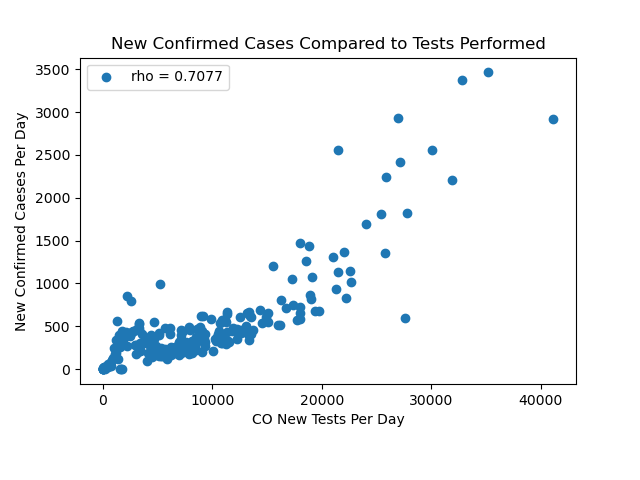 New Confirmed Cases Compared to Tests Performed
rho = 0.7077
3500
3000
2500
2000
1500
1000
500
0
New Confirmed Caeses Per Day
0 10000 20000 30000 40000
CO New Tests Per Day